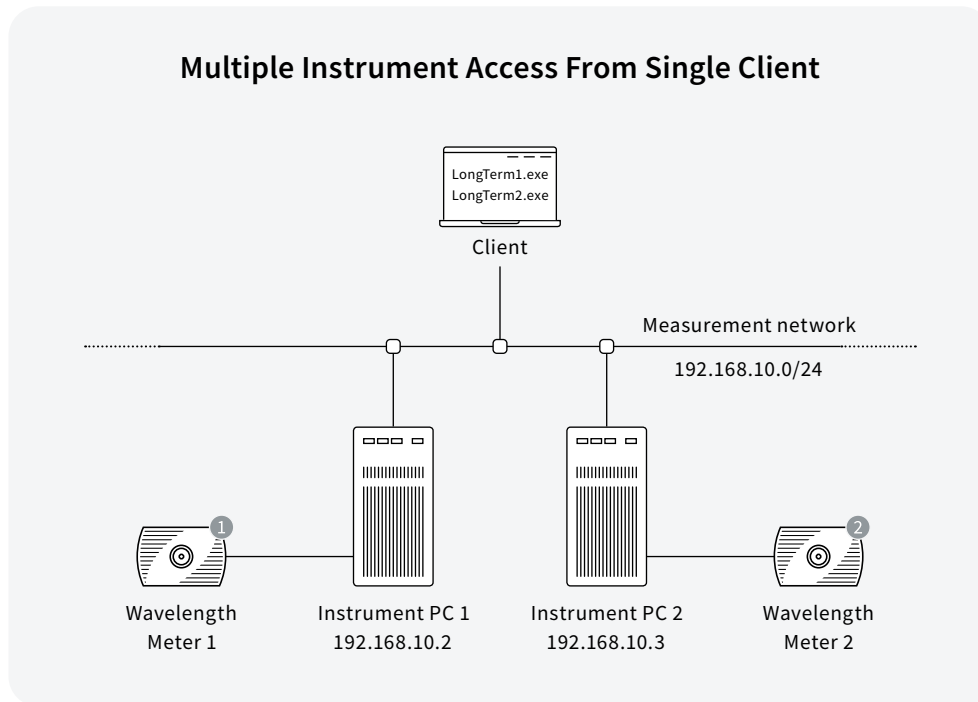 Multiple Instrument Access From Single Client
LongTerm1.exe
LongTerm2.exe
Client
Measurement network
192.168.10.0/24
1
2
Wavelength
Meter 1
Instrument PC 1
192.168.10.2
Instrument PC 2
192.168.10.3
Wavelength
Meter 2